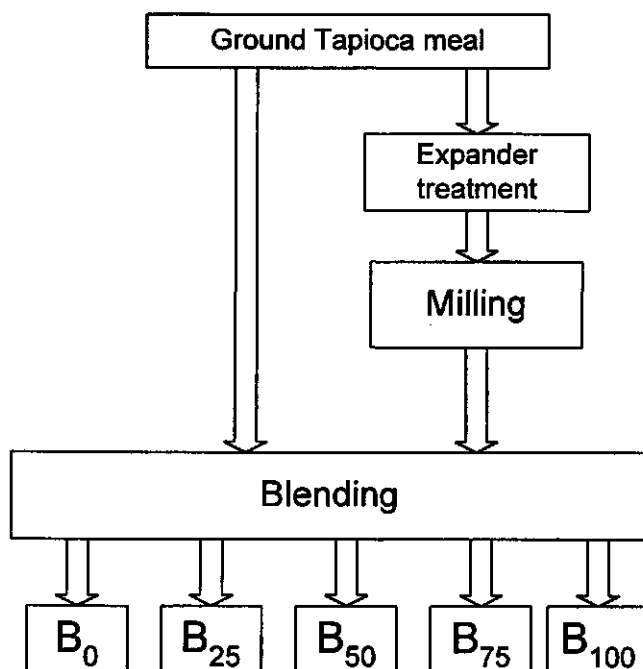 Ground Tapioca meal
Expander
treatment
Milling
Blending
B₀ B₂₅ B₅₀ B₇₅ B₁₀₀